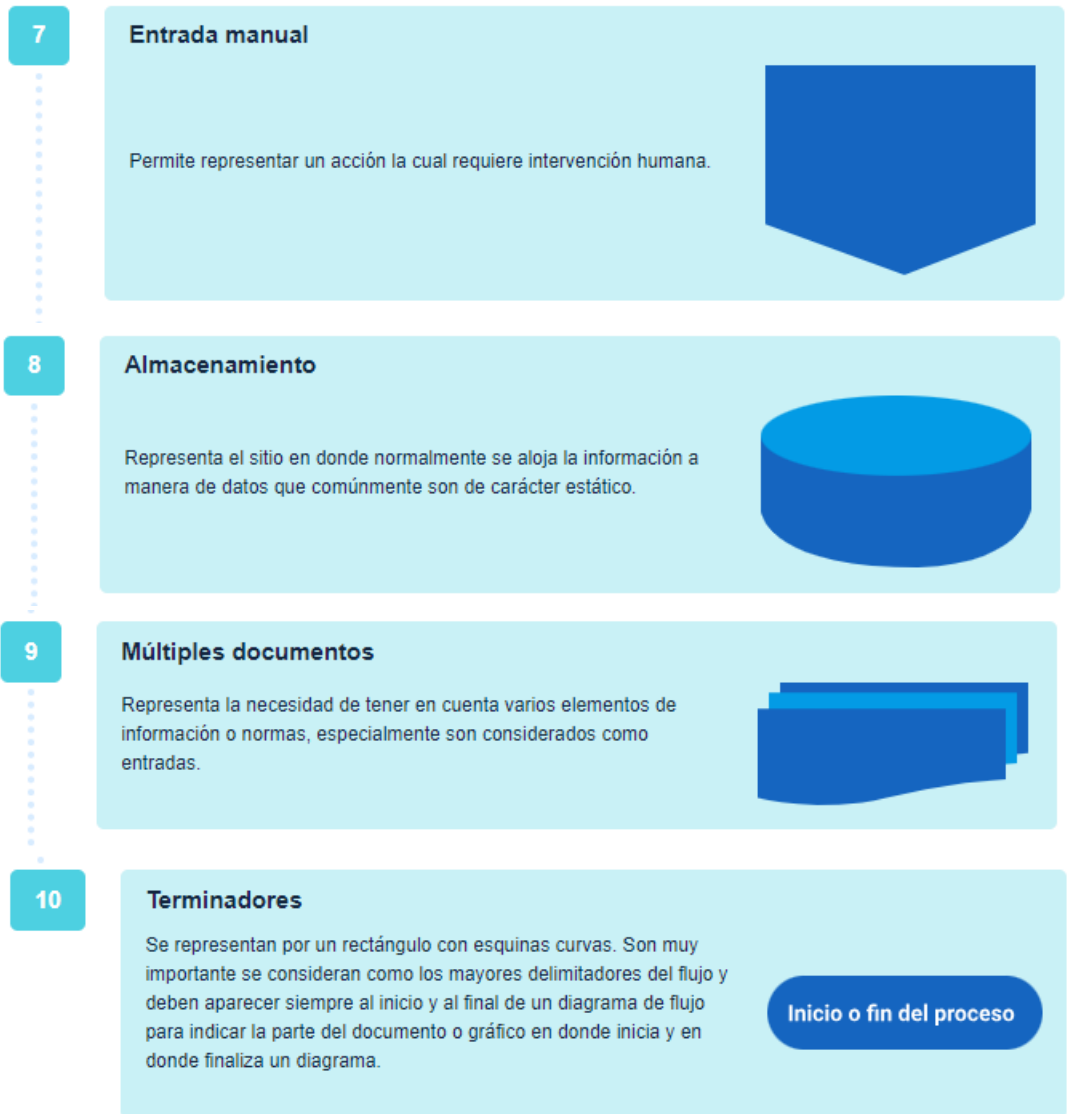 7
Entrada manual
Permite representar un acción la cual requiere intervención humana.
8
Almacenamiento
Representa el sitio en donde normalmente se aloja la información a
manera de datos que comúnmente son de carácter estático.
9
Múltiples documentos
Representa la necesidad de tener en cuenta varios elementos de
información o normas, especialmente son considerados como
entradas.
10
Terminadores
Se representan por un rectángulo con esquinas curvas. Son muy
importante se consideran como los mayores delimitadores del flujo y
deben aparecer siempre al inicio y al final de un diagrama de flujo
para indicar la parte del documento o gráfico en donde inicia y en
donde finaliza un diagrama.
Inicio o fin del proceso